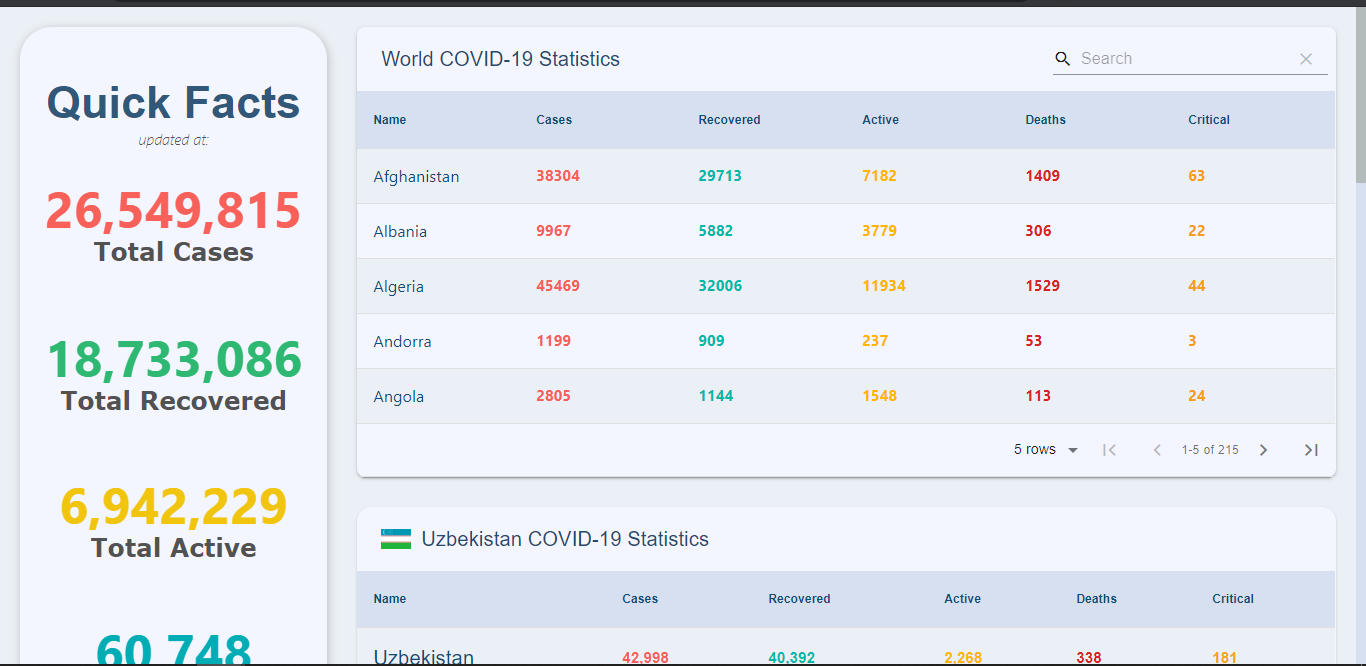 Quick Facts
updated at:
26,549,815
Total Cases
18,733,086
Total Recovered
6,942,229
Total Active
60,748
World COVID-19 Statistics
Search
Name Cases Recovered Active Deaths Critical
Afghanistan 38304 29713 7182 1409 63
Albania 9967 5882 3779 306 22
Algeria 45469 32006 11934 1529 44
Andorra 1199 909 237 53 3
Angola 2805 1144 1548 113 24
5 rows 1-5 of 215
Uzbekistan COVID-19 Statistics
Name Cases Recovered Active Deaths Critical
Uzbekistan 42,998 40,392 2,268 338 181